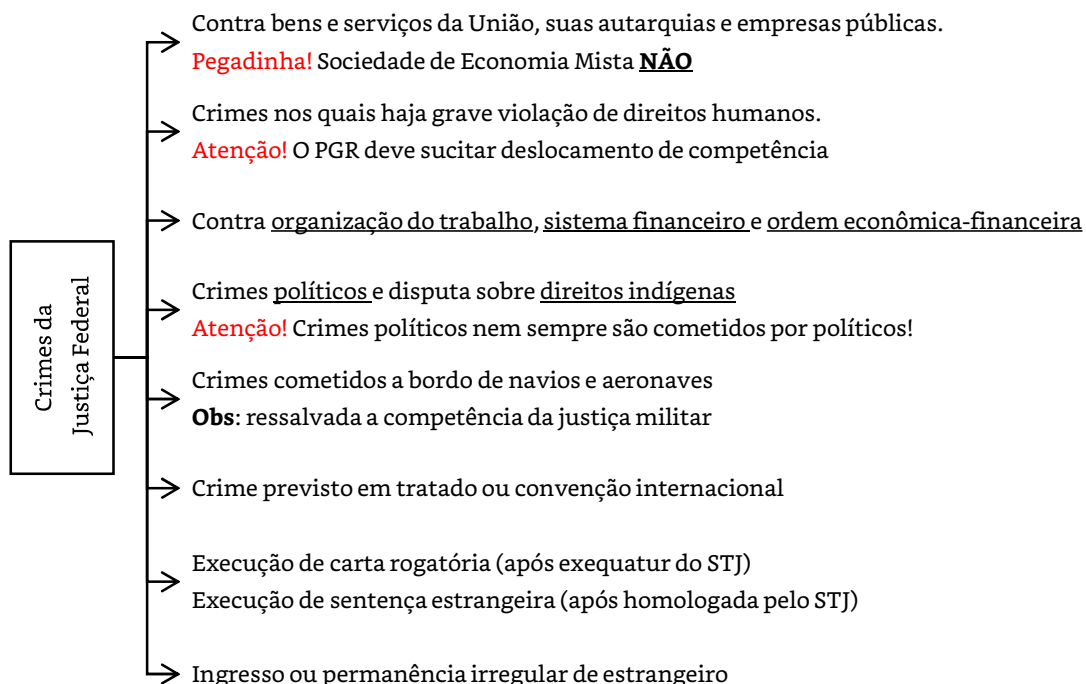 Crimes da
Justiça Federal
Contra bens e serviços da União, suas autarquias e empresas públicas.
Pegadinha! Sociedade de Economia Mista NÃO
Crimes nos quais haja grave violação de direitos humanos.
Atenção! O PGR deve sucitar deslocamento de competência
Contra organização do trabalho, sistema financeiro e ordem econômica-financeira
Crimes políticos e disputa sobre direitos indígenas
Atenção! Crimes políticos nem sempre são cometidos por políticos!
Crimes cometidos a bordo de navios e aeronaves
Obs: ressalvada a competência da justiça militar
Crime previsto em tratado ou convenção internacional
Execução de carta rogatória (após exequatur do STJ)
Execução de sentença estrangeira (após homologada pelo STJ)
Ingresso ou permanência irregular de estrangeiro